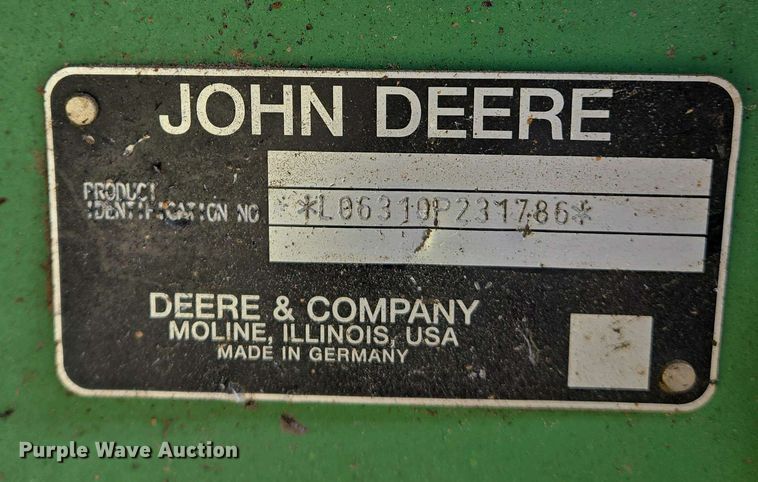 JOHN DEERE
PRODUCT
IDENTIFICATION NO. *L06310P231786*
DEERE & COMPANY
MOLINE, ILLINOIS, USA
MADE IN GERMANY
Purple Wave Auction